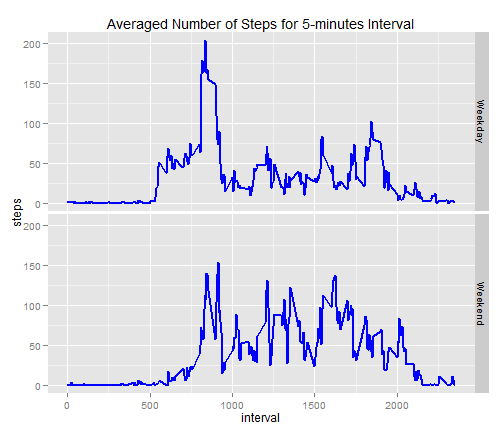 Averaged Number of Steps for 5-minutes Interval
200
150
100
50
0
Weekday
steps
200
150
100
50
0
Weekend
0 500 1000 1500 2000
interval